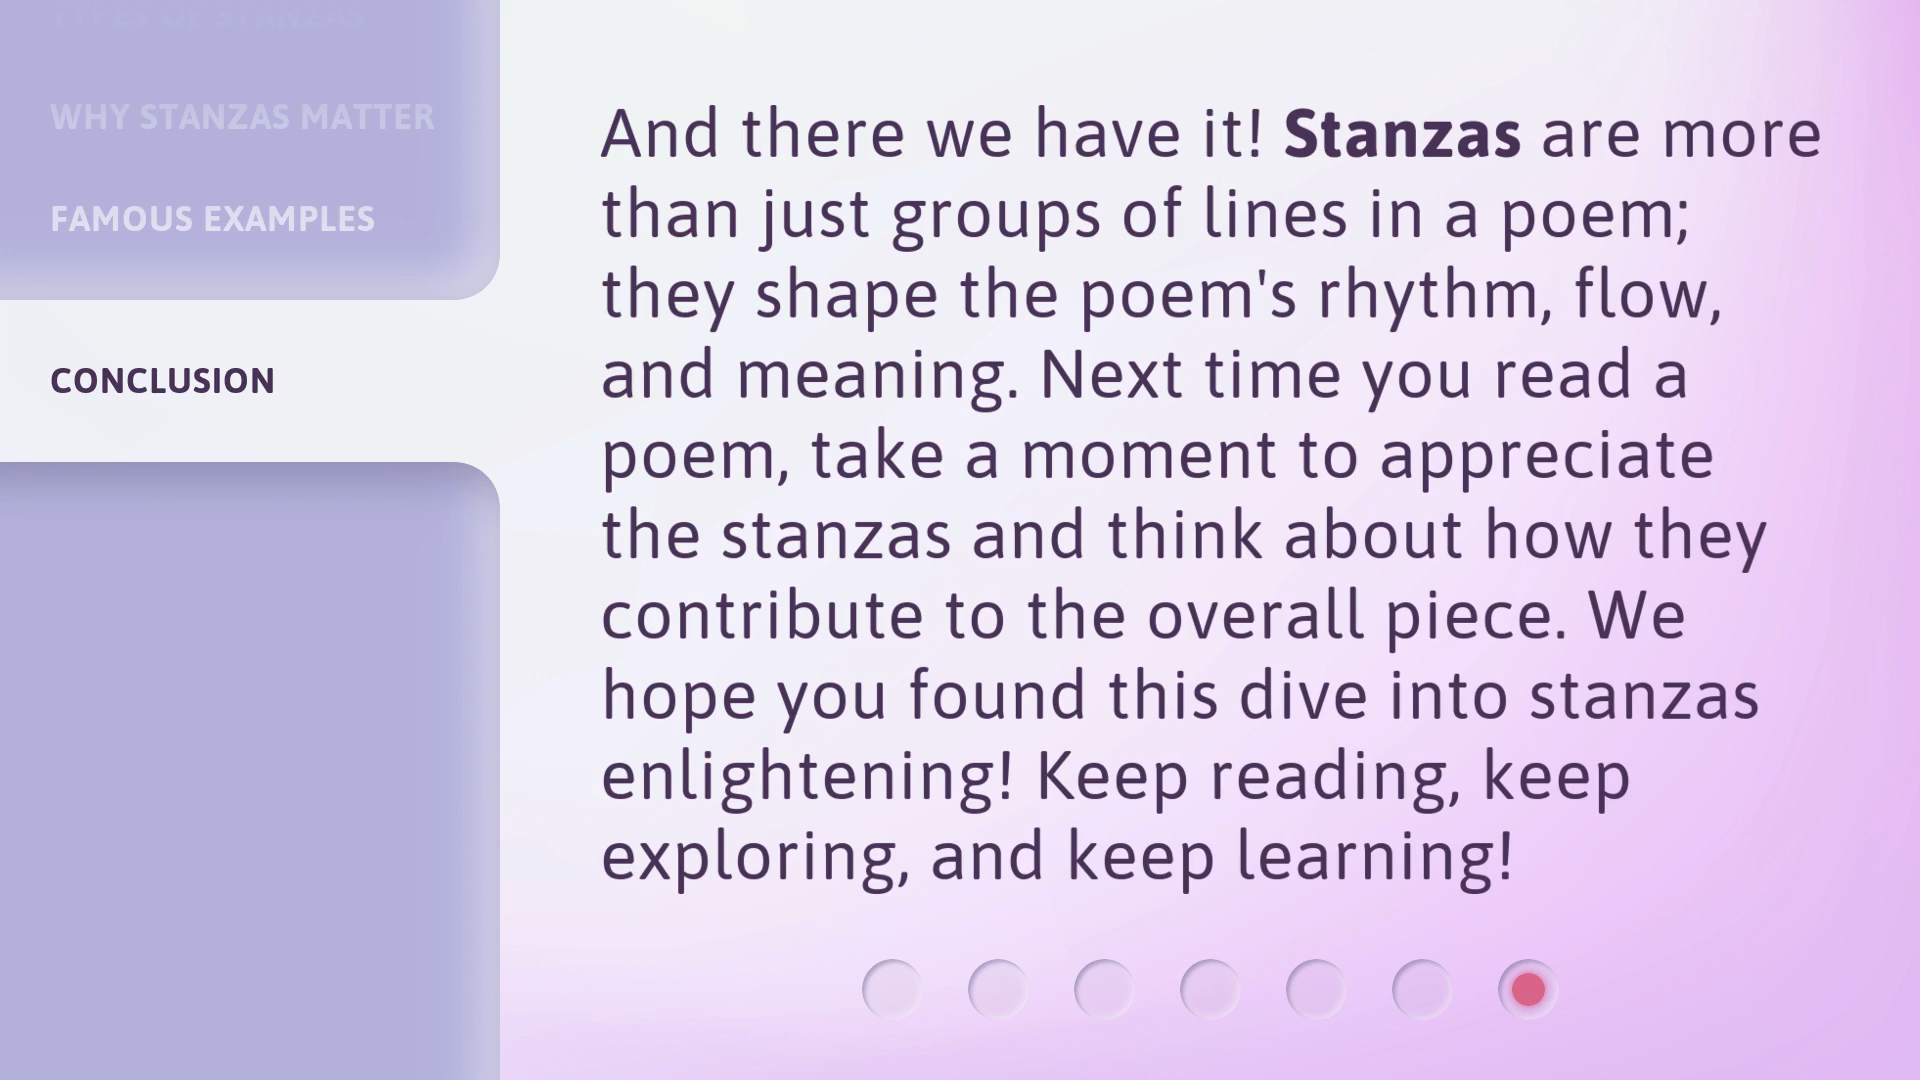 TYPES OF STANZAS
WHY STANZAS MATTER
FAMOUS EXAMPLES
CONCLUSION
And there we have it! Stanzas are more
than just groups of lines in a poem;
they shape the poem's rhythm, flow,
and meaning. Next time you read a
poem, take a moment to appreciate
the stanzas and think about how they
contribute to the overall piece. We
hope you found this dive into stanzas
enlightening! Keep reading, keep
exploring, and keep learning!